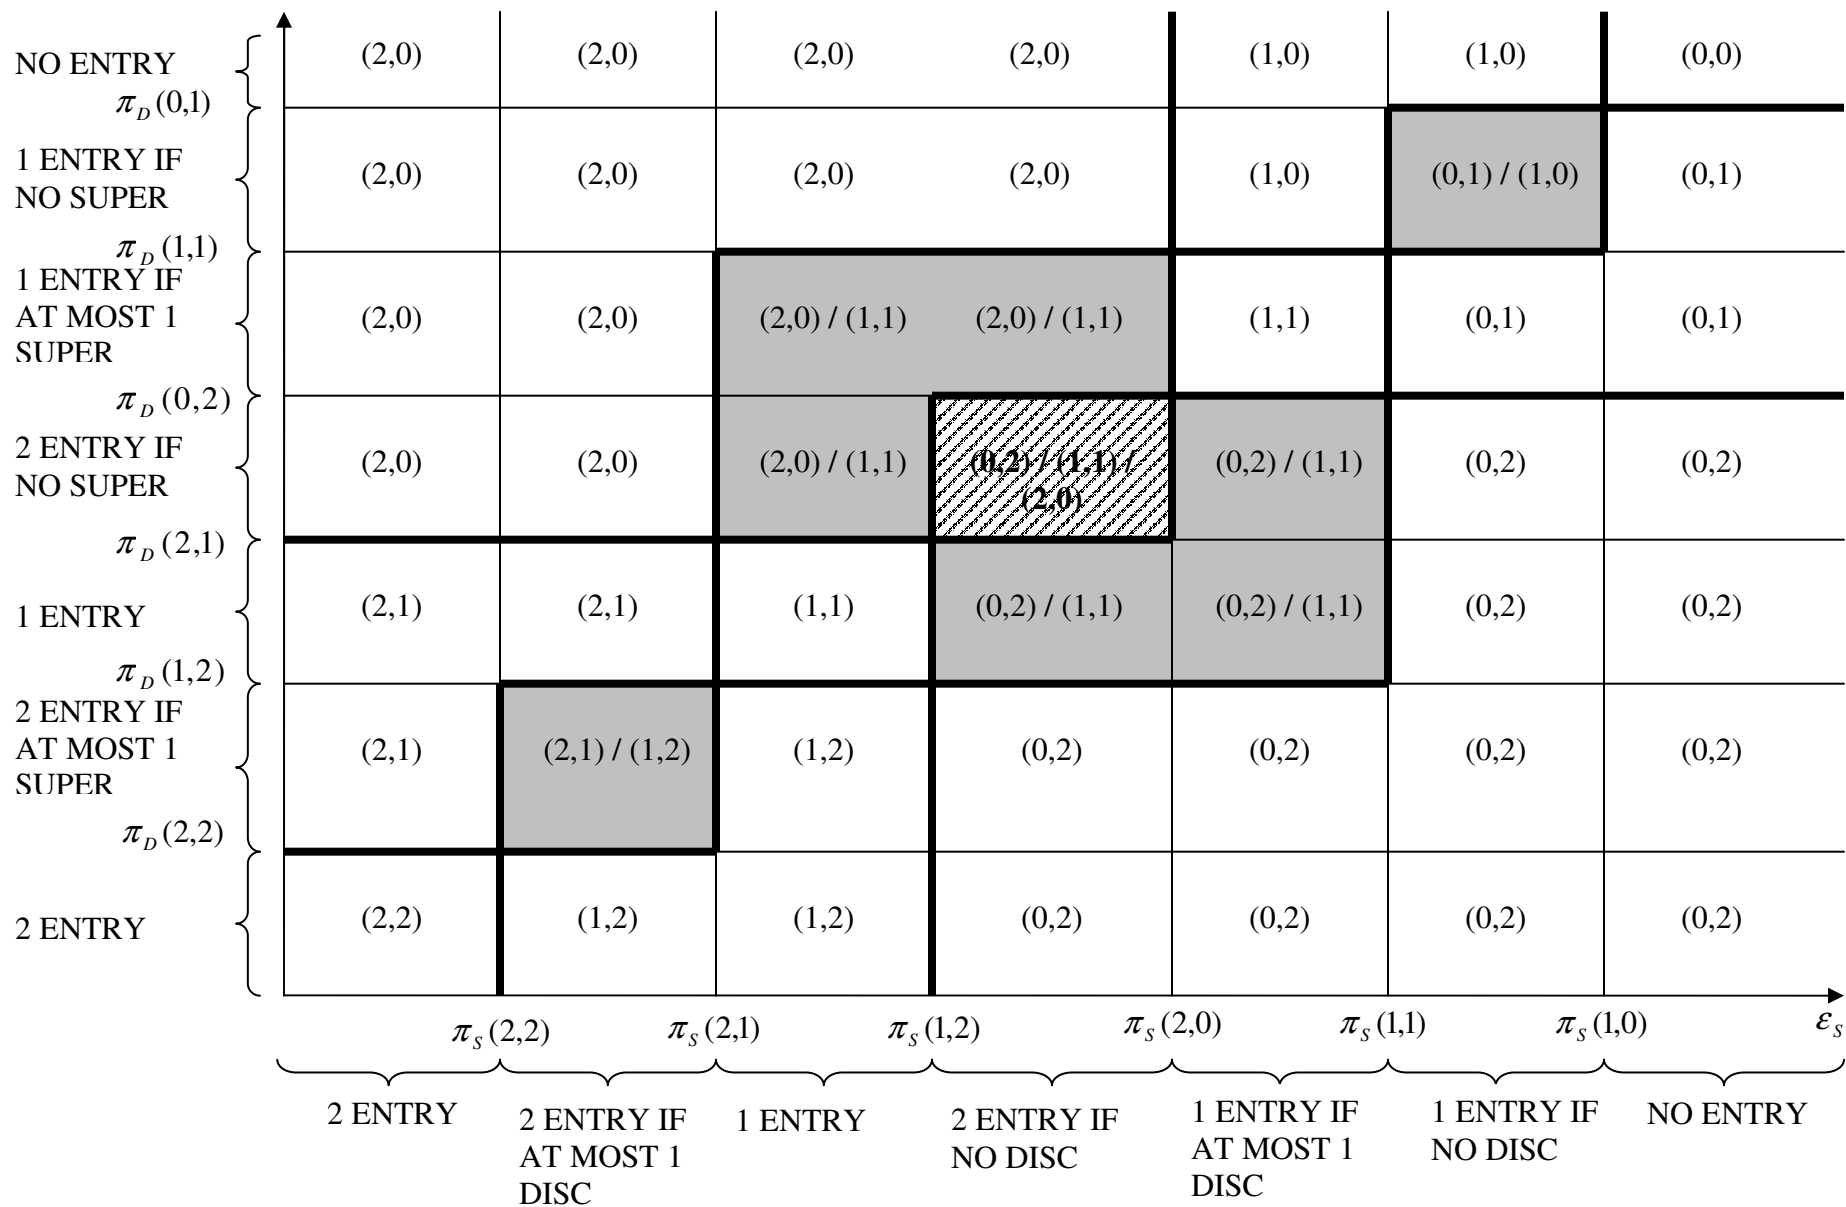 NO ENTRY
(2,0) (2,0) (2,0) (2,0) (1,0) (1,0) (0,0)
π_D(0,1)
1 ENTRY IF
NO SUPER
(2,0) (2,0) (2,0) (2,0) (1,0) (0,1) / (1,0) (0,1)
π_D(1,1)
1 ENTRY IF
AT MOST 1
SUPER
(2,0) (2,0) (2,0) / (1,1) (2,0) / (1,1) (1,1) (0,1) (0,1)
π_D(0,2)
2 ENTRY IF
NO SUPER
(2,0) (2,0) (2,0) / (1,1) (0,2) / (1,1) / (0,2) / (1,1) (0,2) (0,2)
(2,0)
π_D(2,1)
1 ENTRY
(2,1) (2,1) (1,1) (0,2) / (1,1) (0,2) / (1,1) (0,2) (0,2)
π_D(1,2)
2 ENTRY IF
AT MOST 1
SUPER
(2,1) (2,1) / (1,2) (1,2) (0,2) (0,2) (0,2) (0,2)
π_D(2,2)
2 ENTRY
(2,2) (1,2) (1,2) (0,2) (0,2) (0,2) (0,2)
π_S(2,2) π_S(2,1) π_S(1,2) π_S(2,0) π_S(1,1) π_S(1,0) ε_S
2 ENTRY
2 ENTRY IF
AT MOST 1
DISC
1 ENTRY
2 ENTRY IF
NO DISC
1 ENTRY IF
AT MOST 1
DISC
1 ENTRY IF
NO DISC
NO ENTRY